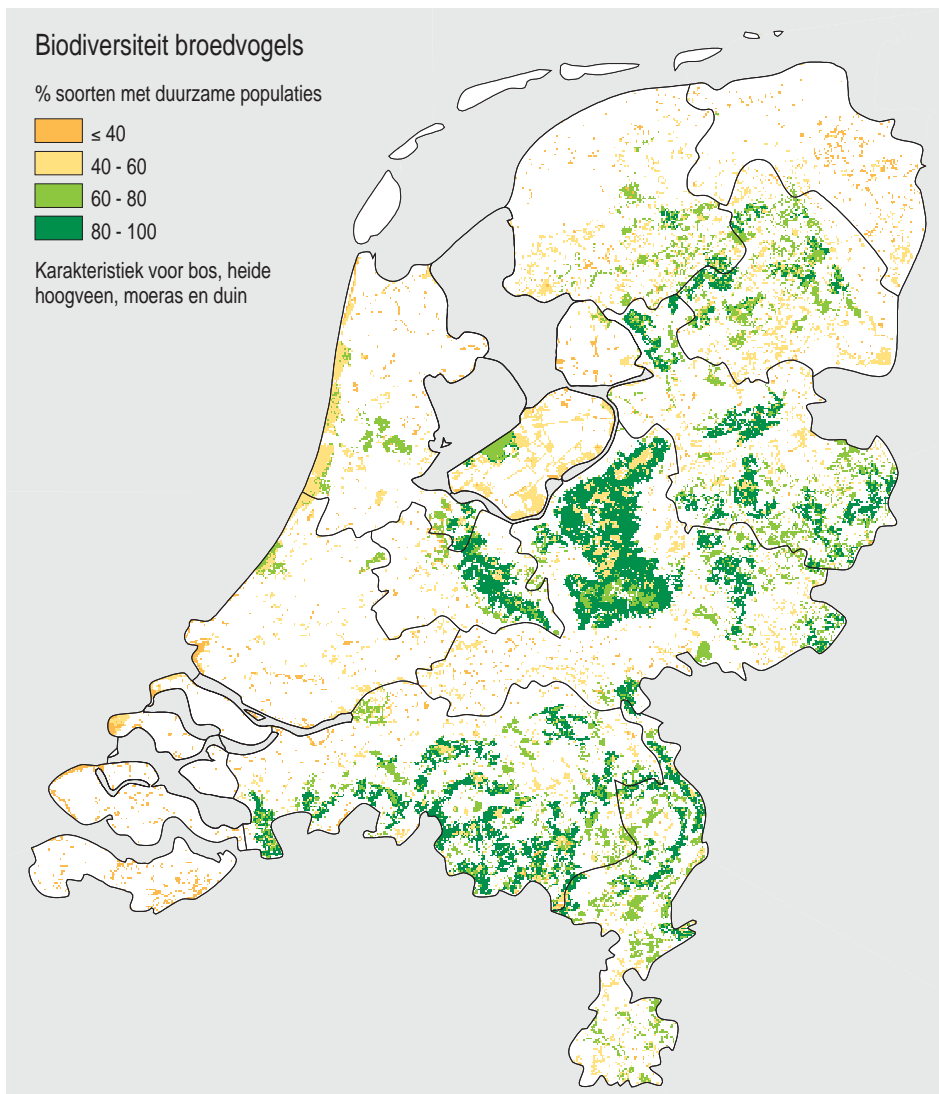 Biodiversiteit broedvogels
% soorten met duurzame populaties
≤ 40
40 - 60
60 - 80
80 - 100
Karakteristiek voor bos, heide
hoogveen, moeras en duin